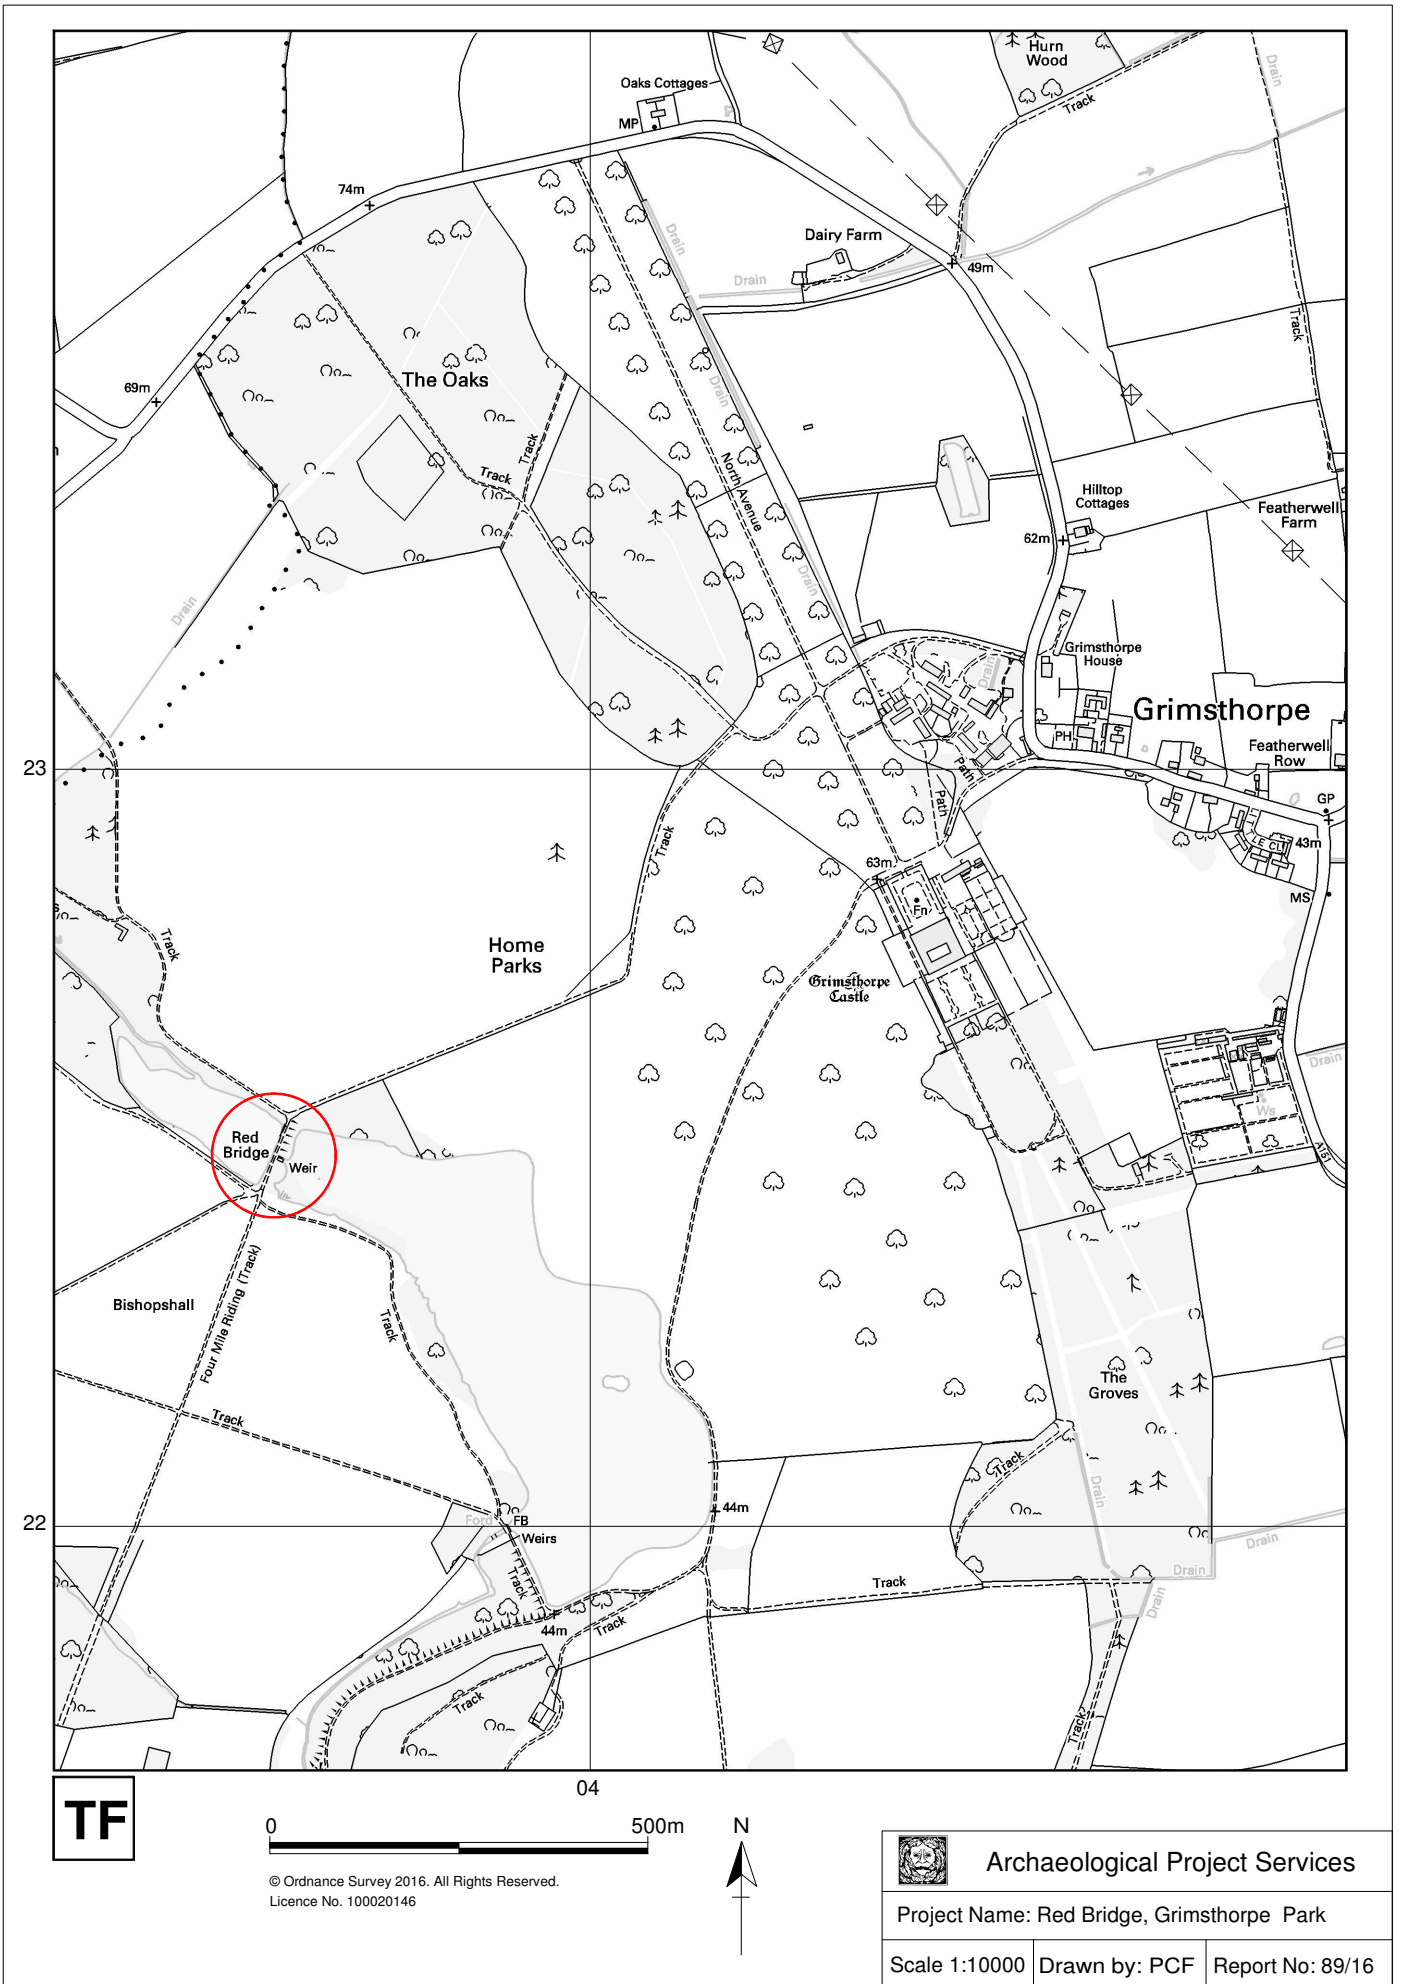 Hurn
Wood
Oaks Cottages
MP
Track
Drain
74m
Drain
Dairy Farm
Drain
49m
Track
69m
The Oaks
Drain
Track
Track
North Avenue
Hilltop
Cottages
Featherwell
Farm
62m
Drain
Drain
Grimsthorpe
House
Drain
Grimsthorpe
PH
Featherwell
Row
23
Path
Path
GP
43m
Track
63m
Fn
MS
Track
Home
Parks
Grimsthorpe
Castle
Drain
Ws
Red
Bridge
Weir
A151
Four Mile Riding (Track)
Bishopshall
Track
The
Groves
Track
Track
Drain
44m
22
Ford
FB
Weirs
Drain
Track
Track
Drain
Drain
44m
Track
Track
Track
04
TF
0
500m
N
© Ordnance Survey 2016. All Rights Reserved.
Licence No. 100020146
Archaeological Project Services
Project Name: Red Bridge, Grimsthorpe Park
Scale 1:10000
Drawn by: PCF
Report No: 89/16